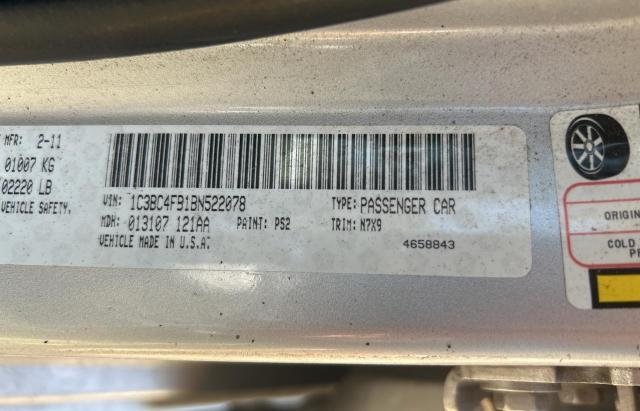 MFR: 2-11
01007 KG
02220 LB
VEHICLE SAFETY.
VIN: 1C3BC4FB1BN522078
TYPE: PASSENGER CAR
MDH: 013107 121AA
PAINT: PS2
TRIM: N7X9
VEHICLE MADE IN U.S.A.
4658843
ORIGIN
COLD